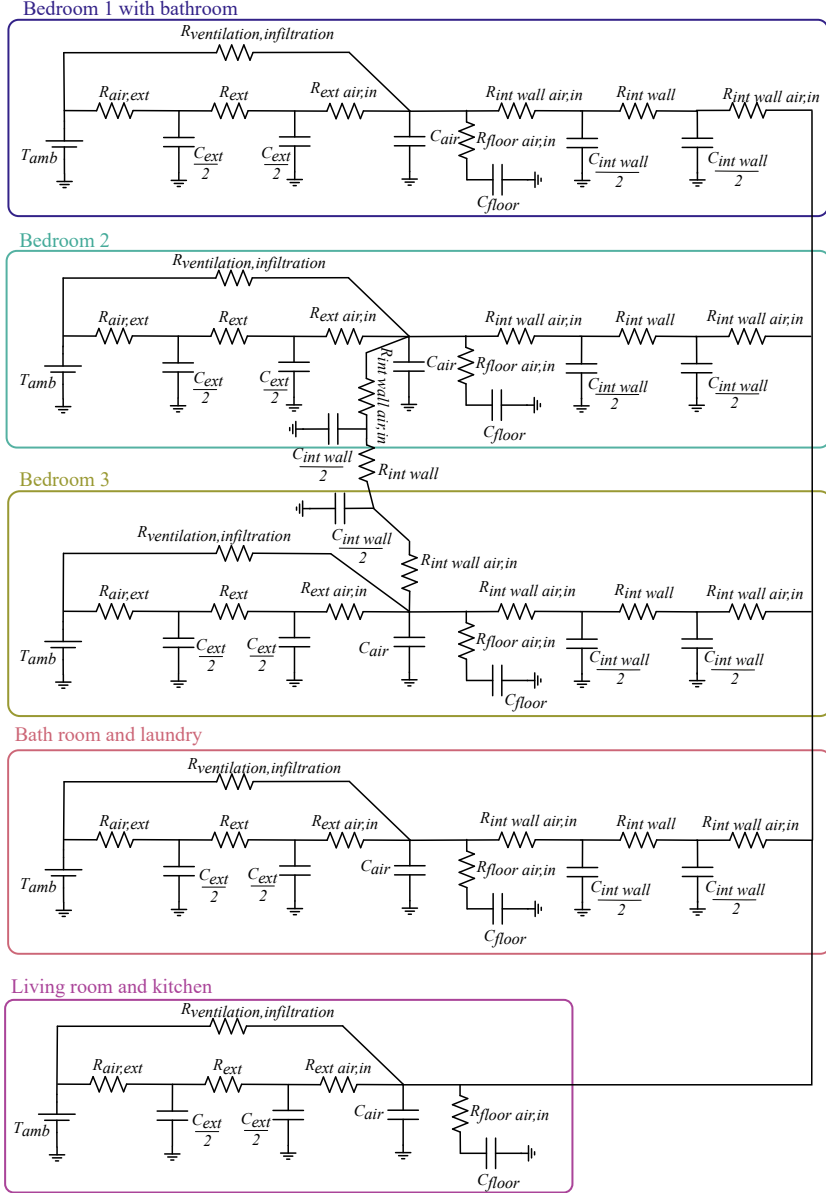 Bedroom 1 with bathroom
Rventilation,infiltration
Rair,ext
Rext
Rext air,in
Rint wall air,in
Rint wall
Rint wall air,in
Tamb
Cext
2
Cext
2
Cair
Rfloor air,in
Cfloor
Cint wall
2
Cint wall
2
Bedroom 2
Rventilation,infiltration
Rair,ext
Rext
Rext air,in
Rint wall air,in
Rint wall
Rint wall air,in
Tamb
Cext
2
Cext
2
Rint wall air,in
Cair
Rfloor air,in
Cfloor
Cint wall
2
Cint wall
2
Cint wall
2
Rint wall
Bedroom 3
Cint wall
2
Rventilation,infiltration
Rint wall air,in
Rair,ext
Rext
Rext air,in
Rint wall air,in
Rint wall
Rint wall air,in
Tamb
Cext
2
Cext
2
Cair
Rfloor air,in
Cfloor
Cint wall
2
Cint wall
2
Bath room and laundry
Rventilation,infiltration
Rair,ext
Rext
Rext air,in
Rint wall air,in
Rint wall
Rint wall air,in
Tamb
Cext
2
Cext
2
Cair
Rfloor air,in
Cfloor
Cint wall
2
Cint wall
2
Living room and kitchen
Rventilation,infiltration
Rair,ext
Rext
Rext air,in
Tamb
Cext
2
Cext
2
Cair
Rfloor air,in
Cfloor